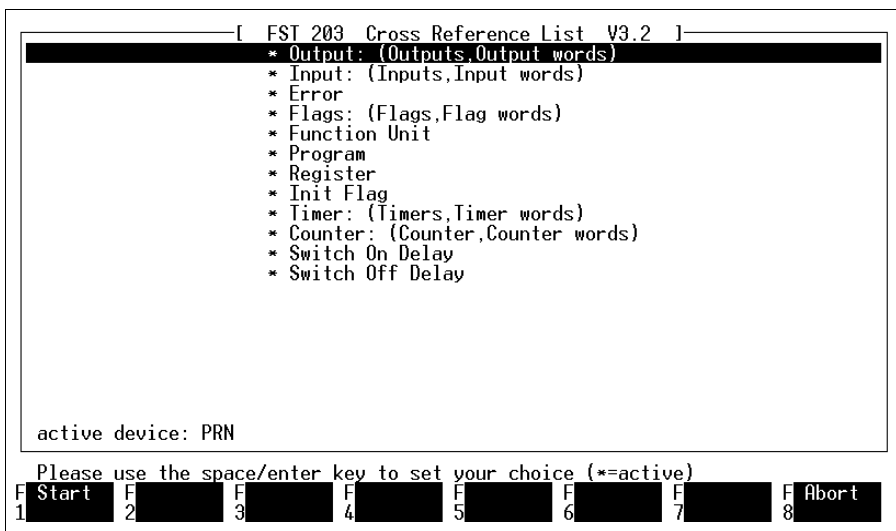 [ FST 203 Cross Reference List V3.2 ]
* Output: (Outputs,Output words)
* Input: (Inputs,Input words)
* Error
* Flags: (Flags,Flag words)
* Function Unit
* Program
* Register
* Init Flag
* Timer: (Timers,Timer words)
* Counter: (Counter,Counter words)
* Switch On Delay
* Switch Off Delay
active device: PRN
Please use the space/enter key to set your choice (*=active)
F1 Start F2 F3 F4 F5 F6 F7 F8 Abort